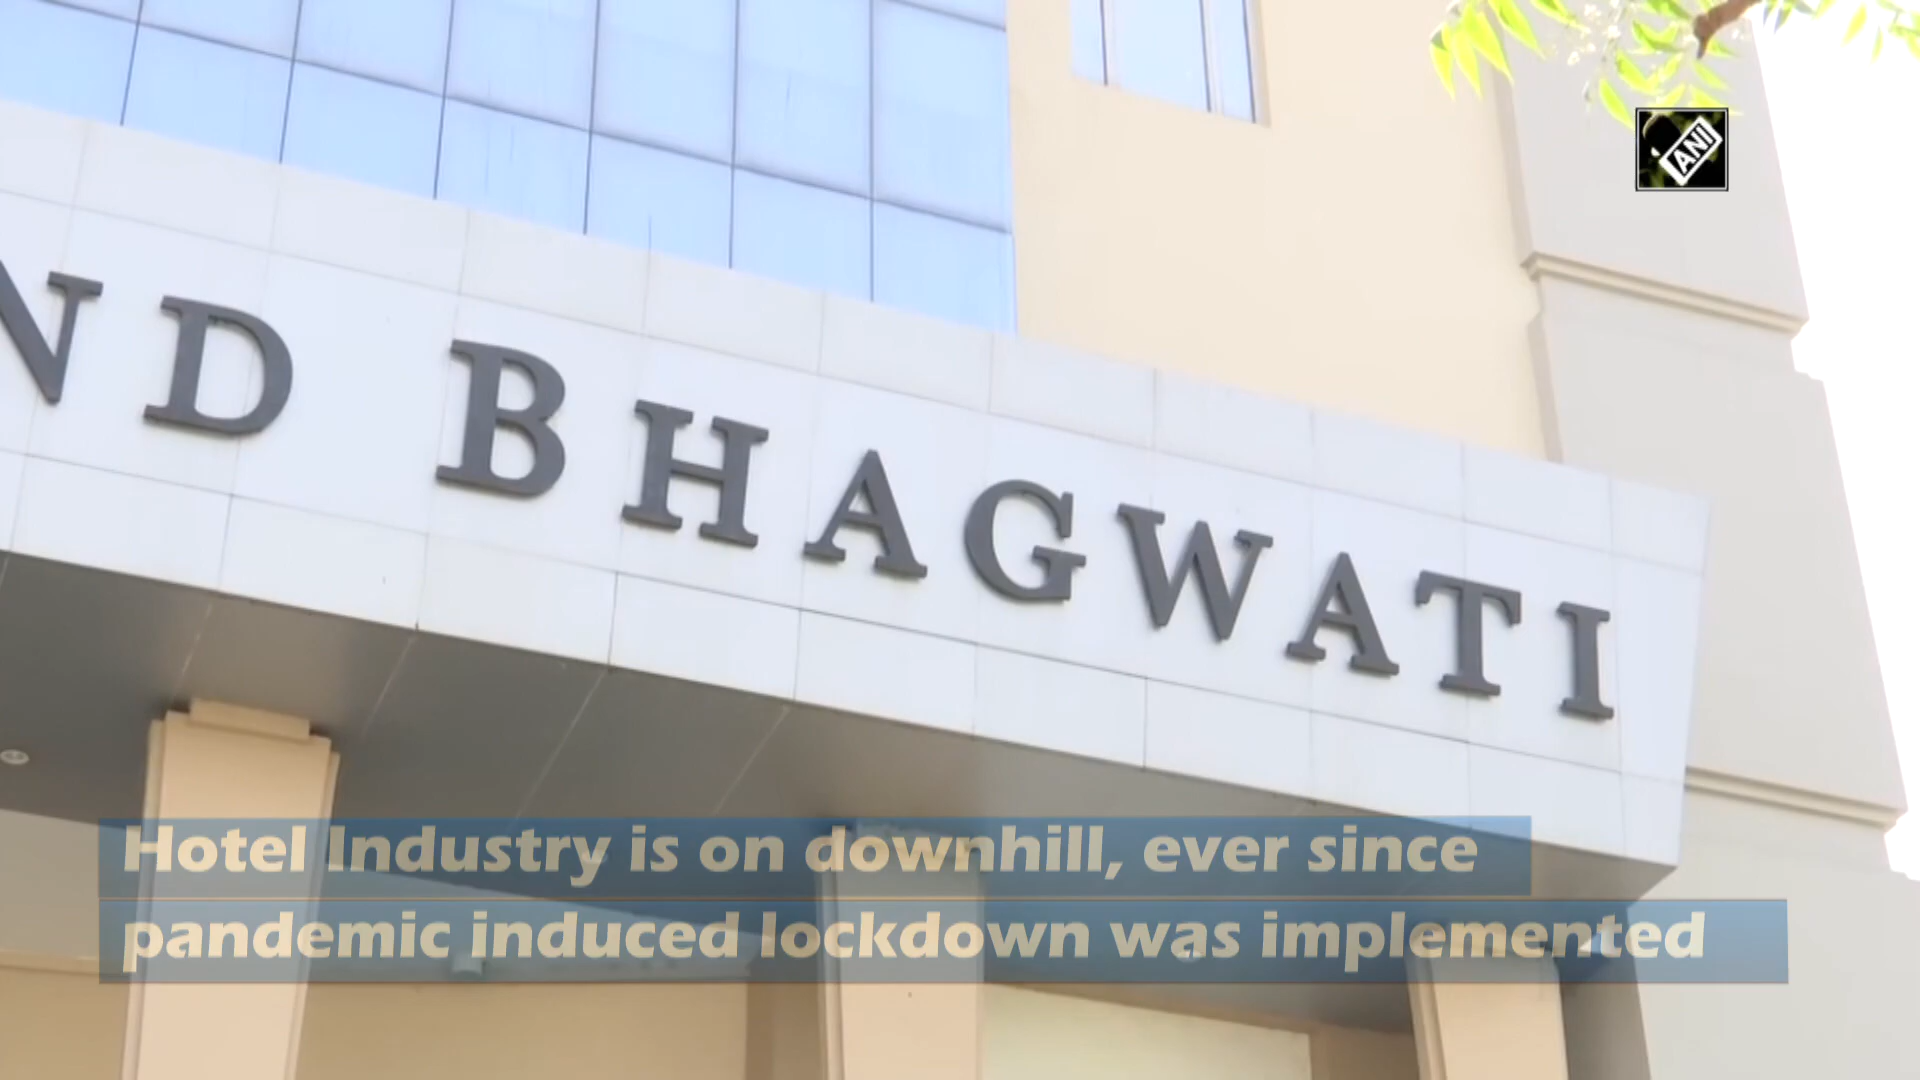 ANI
ND BHAGWATI
Hotel Industry is on downhill, ever since
pandemic induced lockdown was implemented